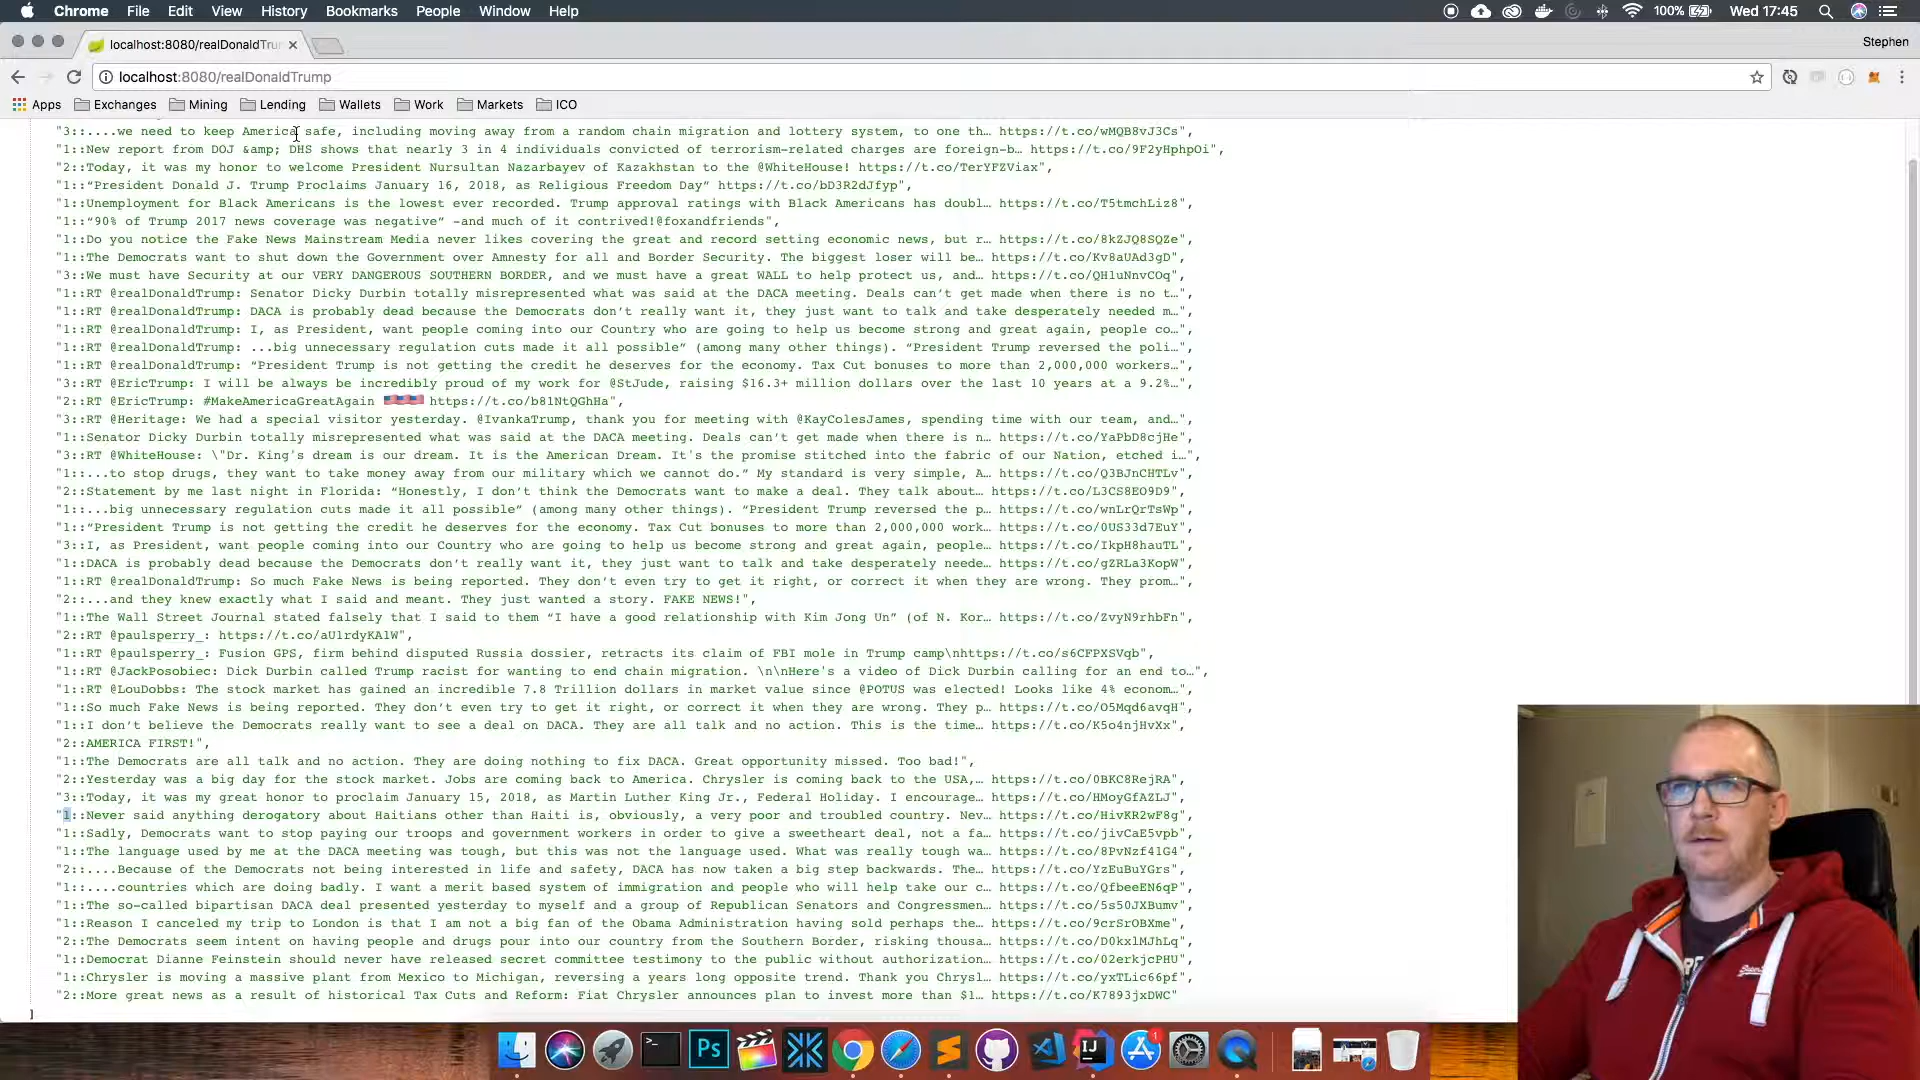 Chrome File Edit View History Bookmarks People Window Help 100% Wed 17:45
localhost:8080/realDonaldTru Stephen
localhost:8080/realDonaldTrump
Apps Exchanges Mining Lending Wallets Work Markets ICO
"3::....we need to keep America safe, including moving away from a random chain migration and lottery system, to one th… https://t.co/wMQB8vJ3Cs",
"1::New report from DOJ &amp; DHS shows that nearly 3 in 4 individuals convicted of terrorism-related charges are foreign-b… https://t.co/9F2yHphpOi",
"2::Today, it was my honor to welcome President Nursultan Nazarbayev of Kazakhstan to the @WhiteHouse! https://t.co/TerYFZViax",
"1::“President Donald J. Trump Proclaims January 16, 2018, as Religious Freedom Day” https://t.co/bD3R2dJfyp",
"1::Unemployment for Black Americans is the lowest ever recorded. Trump approval ratings with Black Americans has doubl… https://t.co/T5tmchLiz8",
"1::“90% of Trump 2017 news coverage was negative” -and much of it contrived!@foxandfriends",
"1::Do you notice the Fake News Mainstream Media never likes covering the great and record setting economic news, but r… https://t.co/8kZJQ8SQZe",
"1::The Democrats want to shut down the Government over Amnesty for all and Border Security. The biggest loser will be… https://t.co/Kv8aUAd3gD",
"3::We must have Security at our VERY DANGEROUS SOUTHERN BORDER, and we must have a great WALL to help protect us, and… https://t.co/QH1uNnvCOq",
"1::RT @realDonaldTrump: Senator Dicky Durbin totally misrepresented what was said at the DACA meeting. Deals can’t get made when there is no t…",
"1::RT @realDonaldTrump: DACA is probably dead because the Democrats don’t really want it, they just want to talk and take desperately needed m…",
"1::RT @realDonaldTrump: I, as President, want people coming into our Country who are going to help us become strong and great again, people co…",
"1::RT @realDonaldTrump: ...big unnecessary regulation cuts made it all possible” (among many other things). “President Trump reversed the poli…",
"1::RT @realDonaldTrump: “President Trump is not getting the credit he deserves for the economy. Tax Cut bonuses to more than 2,000,000 workers…",
"3::RT @EricTrump: I will be always be incredibly proud of my work for @StJude, raising $16.3+ million dollars over the last 10 years at a 9.2%…",
"2::RT @EricTrump: #MakeAmericaGreatAgain 🇺🇸🇺🇸🇺🇸 https://t.co/b81NtQGhHa",
"3::RT @Heritage: We had a special visitor yesterday. @IvankaTrump, thank you for meeting with @KayColesJames, spending time with our team, and…",
"1::Senator Dicky Durbin totally misrepresented what was said at the DACA meeting. Deals can’t get made when there is n… https://t.co/YaPbD8cjHe",
"3::RT @WhiteHouse: \"Dr. King's dream is our dream. It is the American Dream. It's the promise stitched into the fabric of our Nation, etched i…",
"1::...to stop drugs, they want to take money away from our military which we cannot do.” My standard is very simple, A… https://t.co/Q3BJnCHTLv",
"2::Statement by me last night in Florida: “Honestly, I don’t think the Democrats want to make a deal. They talk about… https://t.co/L3CS8EO9D9",
"1::...big unnecessary regulation cuts made it all possible” (among many other things). “President Trump reversed the p… https://t.co/wnLrQrTsWp",
"1::“President Trump is not getting the credit he deserves for the economy. Tax Cut bonuses to more than 2,000,000 work… https://t.co/0US33d7EuY",
"3::I, as President, want people coming into our Country who are going to help us become strong and great again, people… https://t.co/IkpH8hauTL",
"1::DACA is probably dead because the Democrats don’t really want it, they just want to talk and take desperately neede… https://t.co/gZRLa3KopW",
"1::RT @realDonaldTrump: So much Fake News is being reported. They don’t even try to get it right, or correct it when they are wrong. They prom…",
"2::...and they knew exactly what I said and meant. They just wanted a story. FAKE NEWS!",
"1::The Wall Street Journal stated falsely that I said to them “I have a good relationship with Kim Jong Un” (of N. Kor… https://t.co/ZvyN9rhbFn",
"2::RT @paulsperry_: https://t.co/aU1rdyKA1W",
"1::RT @paulsperry_: Fusion GPS, firm behind disputed Russia dossier, retracts its claim of FBI mole in Trump camp\nhttps://t.co/s6CFPXSVqb",
"1::RT @JackPosobiec: Dick Durbin called Trump racist for wanting to end chain migration. \n\nHere's a video of Dick Durbin calling for an end to…",
"1::RT @LouDobbs: The stock market has gained an incredible 7.8 Trillion dollars in market value since @POTUS was elected! Looks like 4% econom…",
"1::So much Fake News is being reported. They don’t even try to get it right, or correct it when they are wrong. They p… https://t.co/O5Mqd6avqH",
"1::I don’t believe the Democrats really want to see a deal on DACA. They are all talk and no action. This is the time… https://t.co/K5o4njHvXx",
"2::AMERICA FIRST!",
"1::The Democrats are all talk and no action. They are doing nothing to fix DACA. Great opportunity missed. Too bad!",
"2::Yesterday was a big day for the stock market. Jobs are coming back to America. Chrysler is coming back to the USA,… https://t.co/0BKC8RejRA",
"3::Today, it was my great honor to proclaim January 15, 2018, as Martin Luther King Jr., Federal Holiday. I encourage… https://t.co/HMoyGfAZLJ",
"1::Never said anything derogatory about Haitians other than Haiti is, obviously, a very poor and troubled country. Nev… https://t.co/HivKR2wF8g",
"1::Sadly, Democrats want to stop paying our troops and government workers in order to give a sweetheart deal, not a fa… https://t.co/jivCaE5vpb",
"1::The language used by me at the DACA meeting was tough, but this was not the language used. What was really tough wa… https://t.co/8PvNzf41G4",
"2::....Because of the Democrats not being interested in life and safety, DACA has now taken a big step backwards. The… https://t.co/YzEuBuYGrs",
"1::....countries which are doing badly. I want a merit based system of immigration and people who will help take our c… https://t.co/QfbeeEN6qP",
"1::The so-called bipartisan DACA deal presented yesterday to myself and a group of Republican Senators and Congressmen… https://t.co/5s50JXBumv",
"1::Reason I canceled my trip to London is that I am not a big fan of the Obama Administration having sold perhaps the… https://t.co/9crSrOBXme",
"2::The Democrats seem intent on having people and drugs pour into our country from the Southern Border, risking thousa… https://t.co/D0kxlMJhLq",
"1::Democrat Dianne Feinstein should never have released secret committee testimony to the public without authorization… https://t.co/02erkjcPHU",
"1::Chrysler is moving a massive plant from Mexico to Michigan, reversing a years long opposite trend. Thank you Chrysl… https://t.co/yxTLic66pf",
"2::More great news as a result of historical Tax Cuts and Reform: Fiat Chrysler announces plan to invest more than $1… https://t.co/K7893jxDWC"
]
Ps
IJ
1